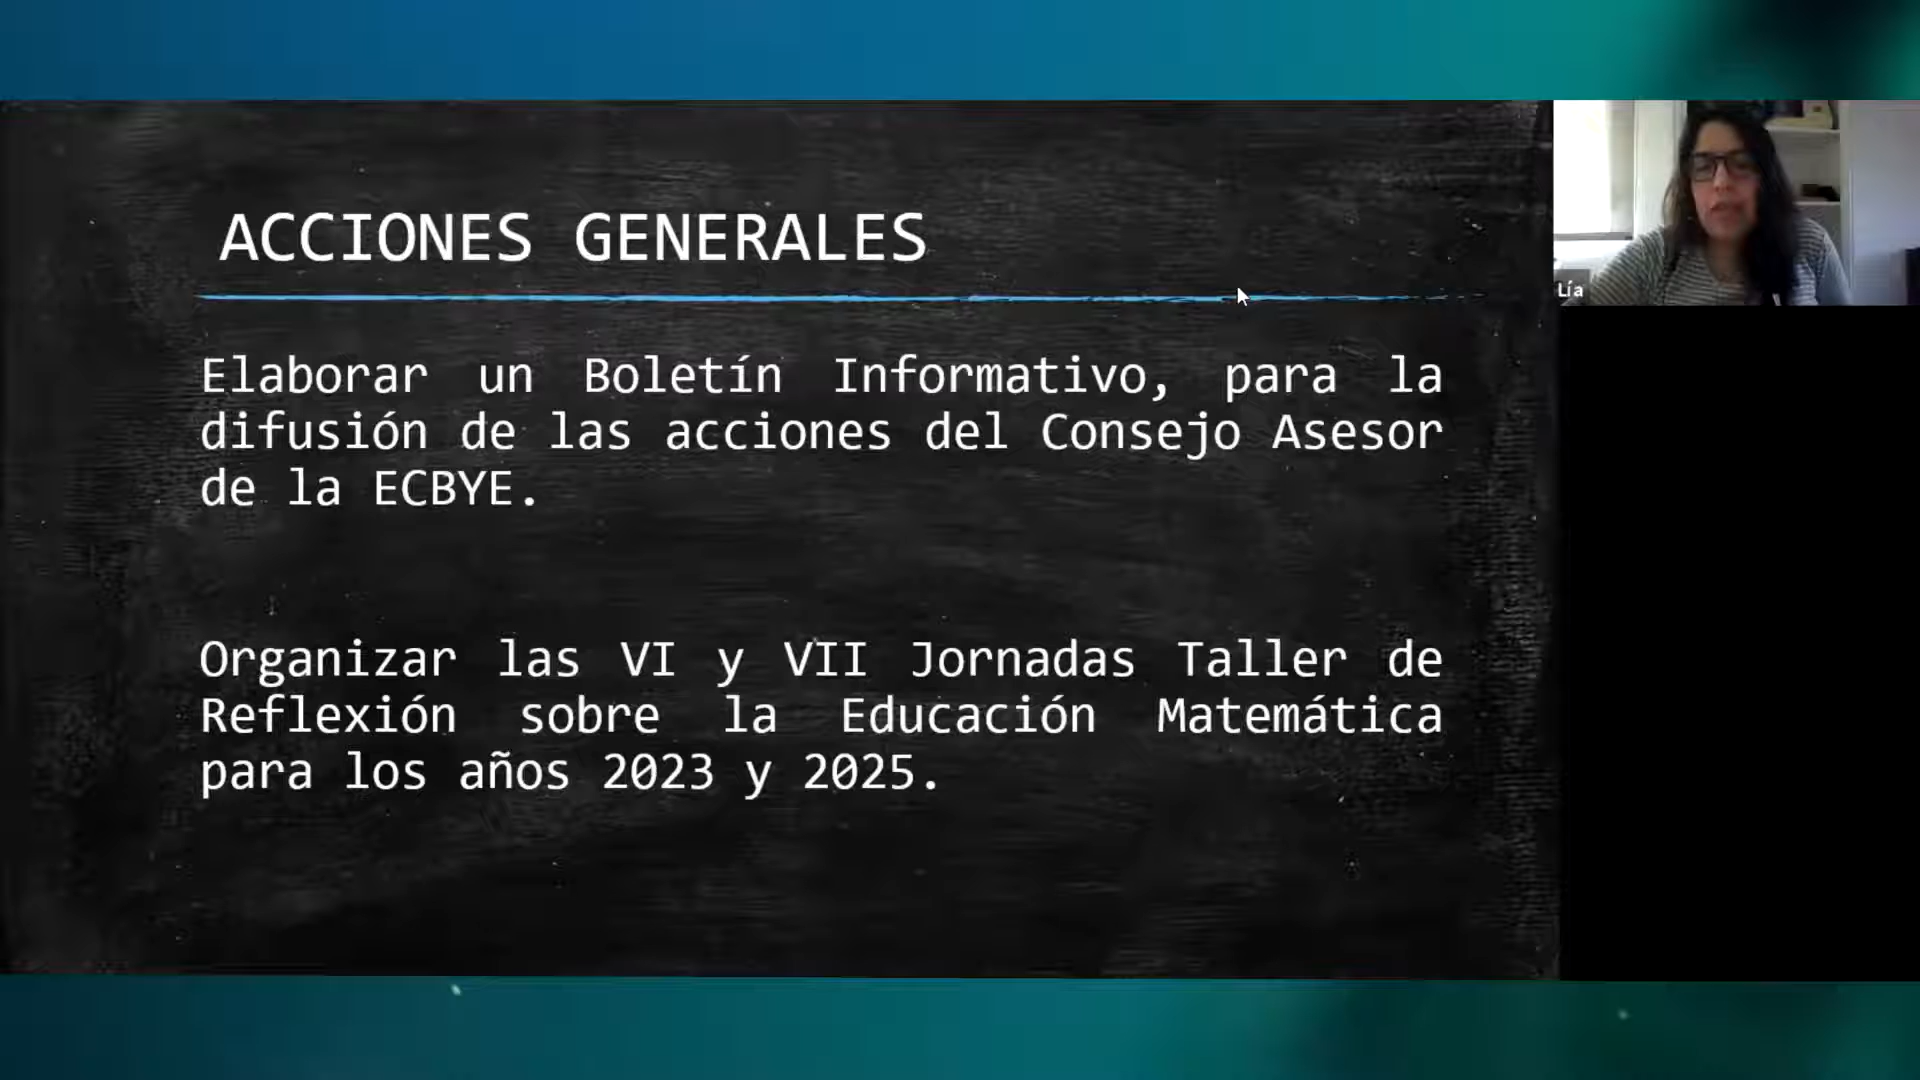 ACCIONES GENERALES
Elaborar un Boletín Informativo, para la
difusión de las acciones del Consejo Asesor
de la ECBYE.
Organizar las VI y VII Jornadas Taller de
Reflexión sobre la Educación Matemática
para los años 2023 y 2025.
Lía